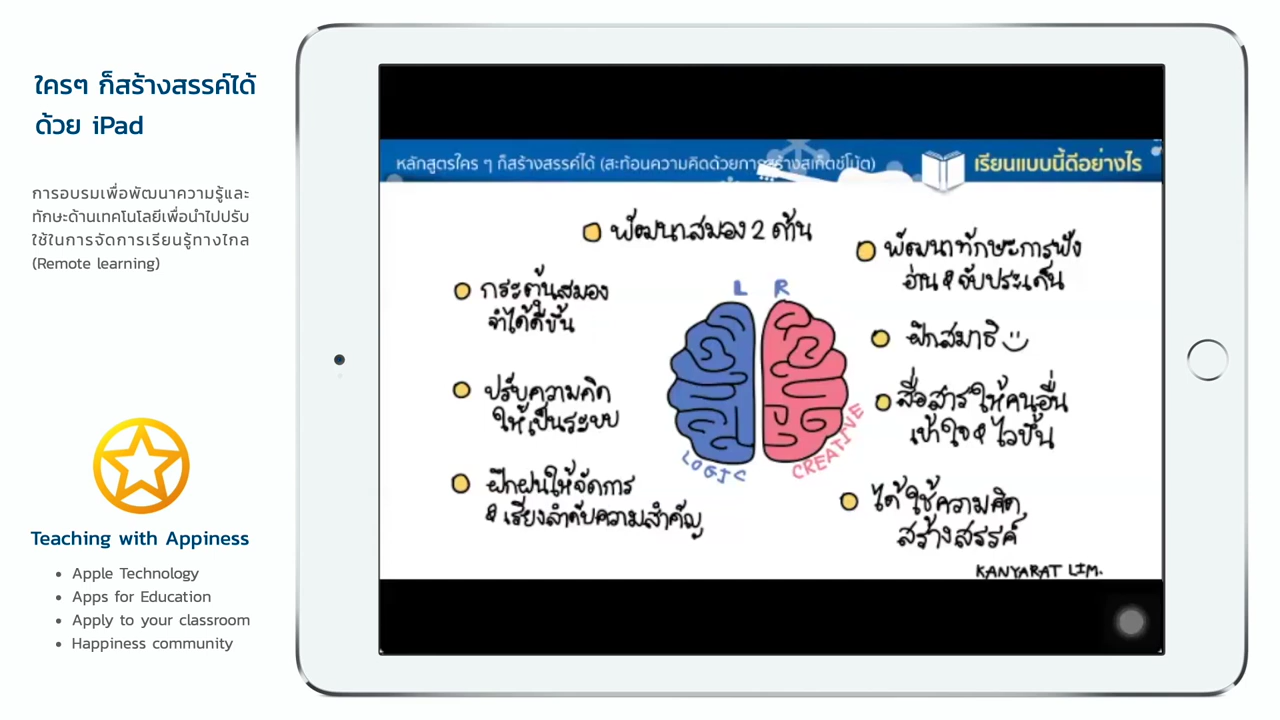 ใครๆ ก็สร้างสรรค์ได้
ด้วย iPad
การอบรมเพื่อพัฒนาความรู้และ
ทักษะด้านเทคโนโลยีเพื่อนำไปปรับ
ใช้ในการจัดการเรียนรู้ทางไกล
(Remote learning)
Teaching with Appiness
Apple Technology
Apps for Education
Apply to your classroom
Happiness community
หลักสูตรใคร ๆ ก็สร้างสรรค์ได้ (สะท้อนความคิดด้วยการสร้างสเก็ตช์โน้ต)
เรียนแบบนี้ดีอย่างไร
พัฒนาสมอง 2 ด้าน
กระตุ้นสมอง
จำได้ดีขึ้น
ปรับความคิด
ให้เป็นระบบ
ฝึกฝนให้จัดการ
& เรียงลำดับความสำคัญ
L R
LOGIC
CREATIVE
พัฒนาทักษะการฟัง
อ่าน & จับประเด็น
ฝึกสมาธิ
สื่อสารให้คนอื่น
เข้าใจ & ไวขึ้น
ได้ใช้ความคิด
สร้างสรรค์
KANYARAT LIM.